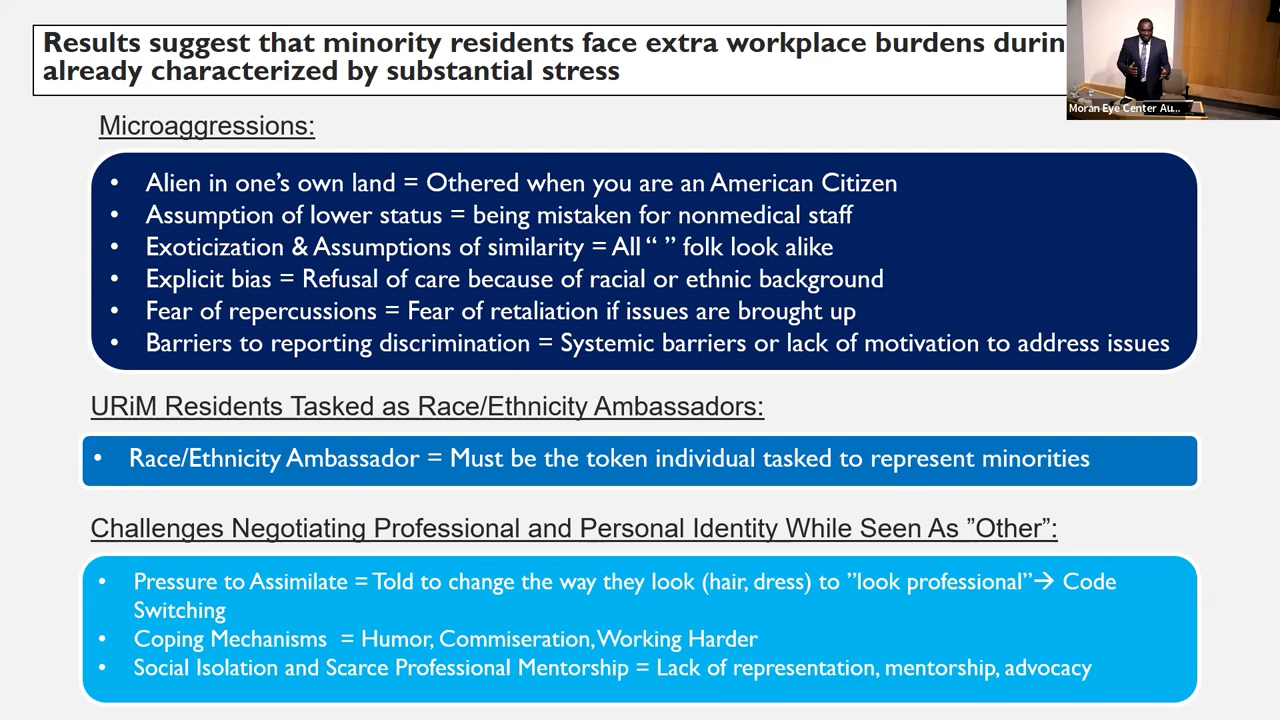 Results suggest that minority residents face extra workplace burdens durin
already characterized by substantial stress
Moran Eye Center Au...
Microaggressions:
• Alien in one's own land = Othered when you are an American Citizen
• Assumption of lower status = being mistaken for nonmedical staff
• Exoticization & Assumptions of similarity = All “ ” folk look alike
• Explicit bias = Refusal of care because of racial or ethnic background
• Fear of repercussions = Fear of retaliation if issues are brought up
• Barriers to reporting discrimination = Systemic barriers or lack of motivation to address issues
URiM Residents Tasked as Race/Ethnicity Ambassadors:
• Race/Ethnicity Ambassador = Must be the token individual tasked to represent minorities
Challenges Negotiating Professional and Personal Identity While Seen As ”Other”:
• Pressure to Assimilate = Told to change the way they look (hair, dress) to ”look professional”→ Code
Switching
• Coping Mechanisms = Humor, Commiseration, Working Harder
• Social Isolation and Scarce Professional Mentorship = Lack of representation, mentorship, advocacy